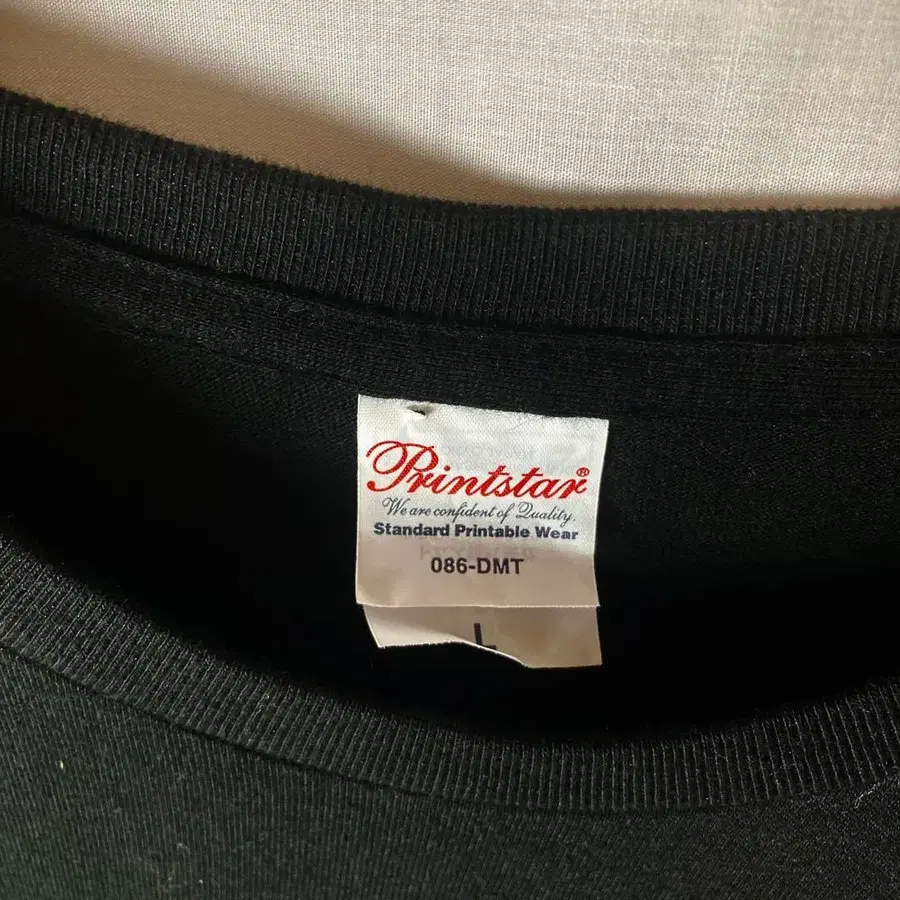 Printstar®
We are confident of Quality.
Standard Printable Wear
086-DMT
L